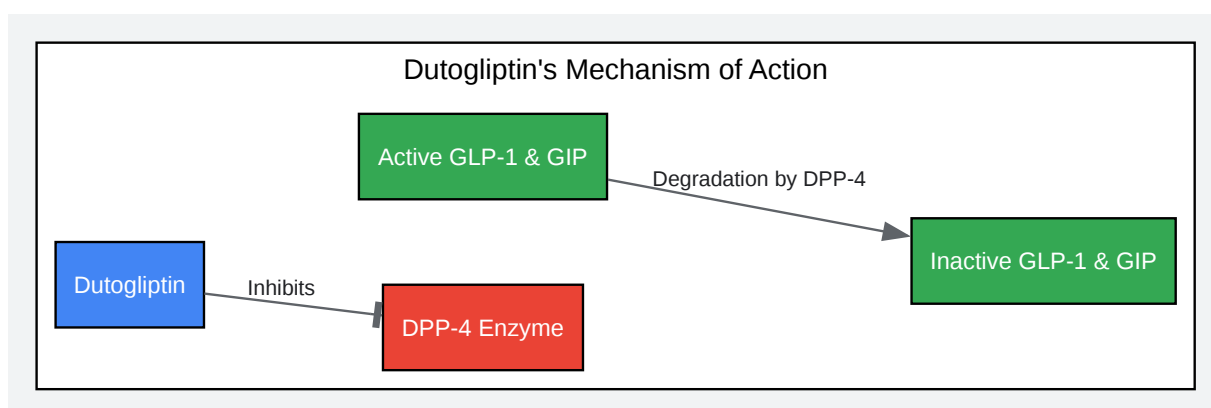 Dutogliptin's Mechanism of Action
Active GLP-1 & GIP
Degradation by DPP-4
Inactive GLP-1 & GIP
Dutogliptin
Inhibits
DPP-4 Enzyme